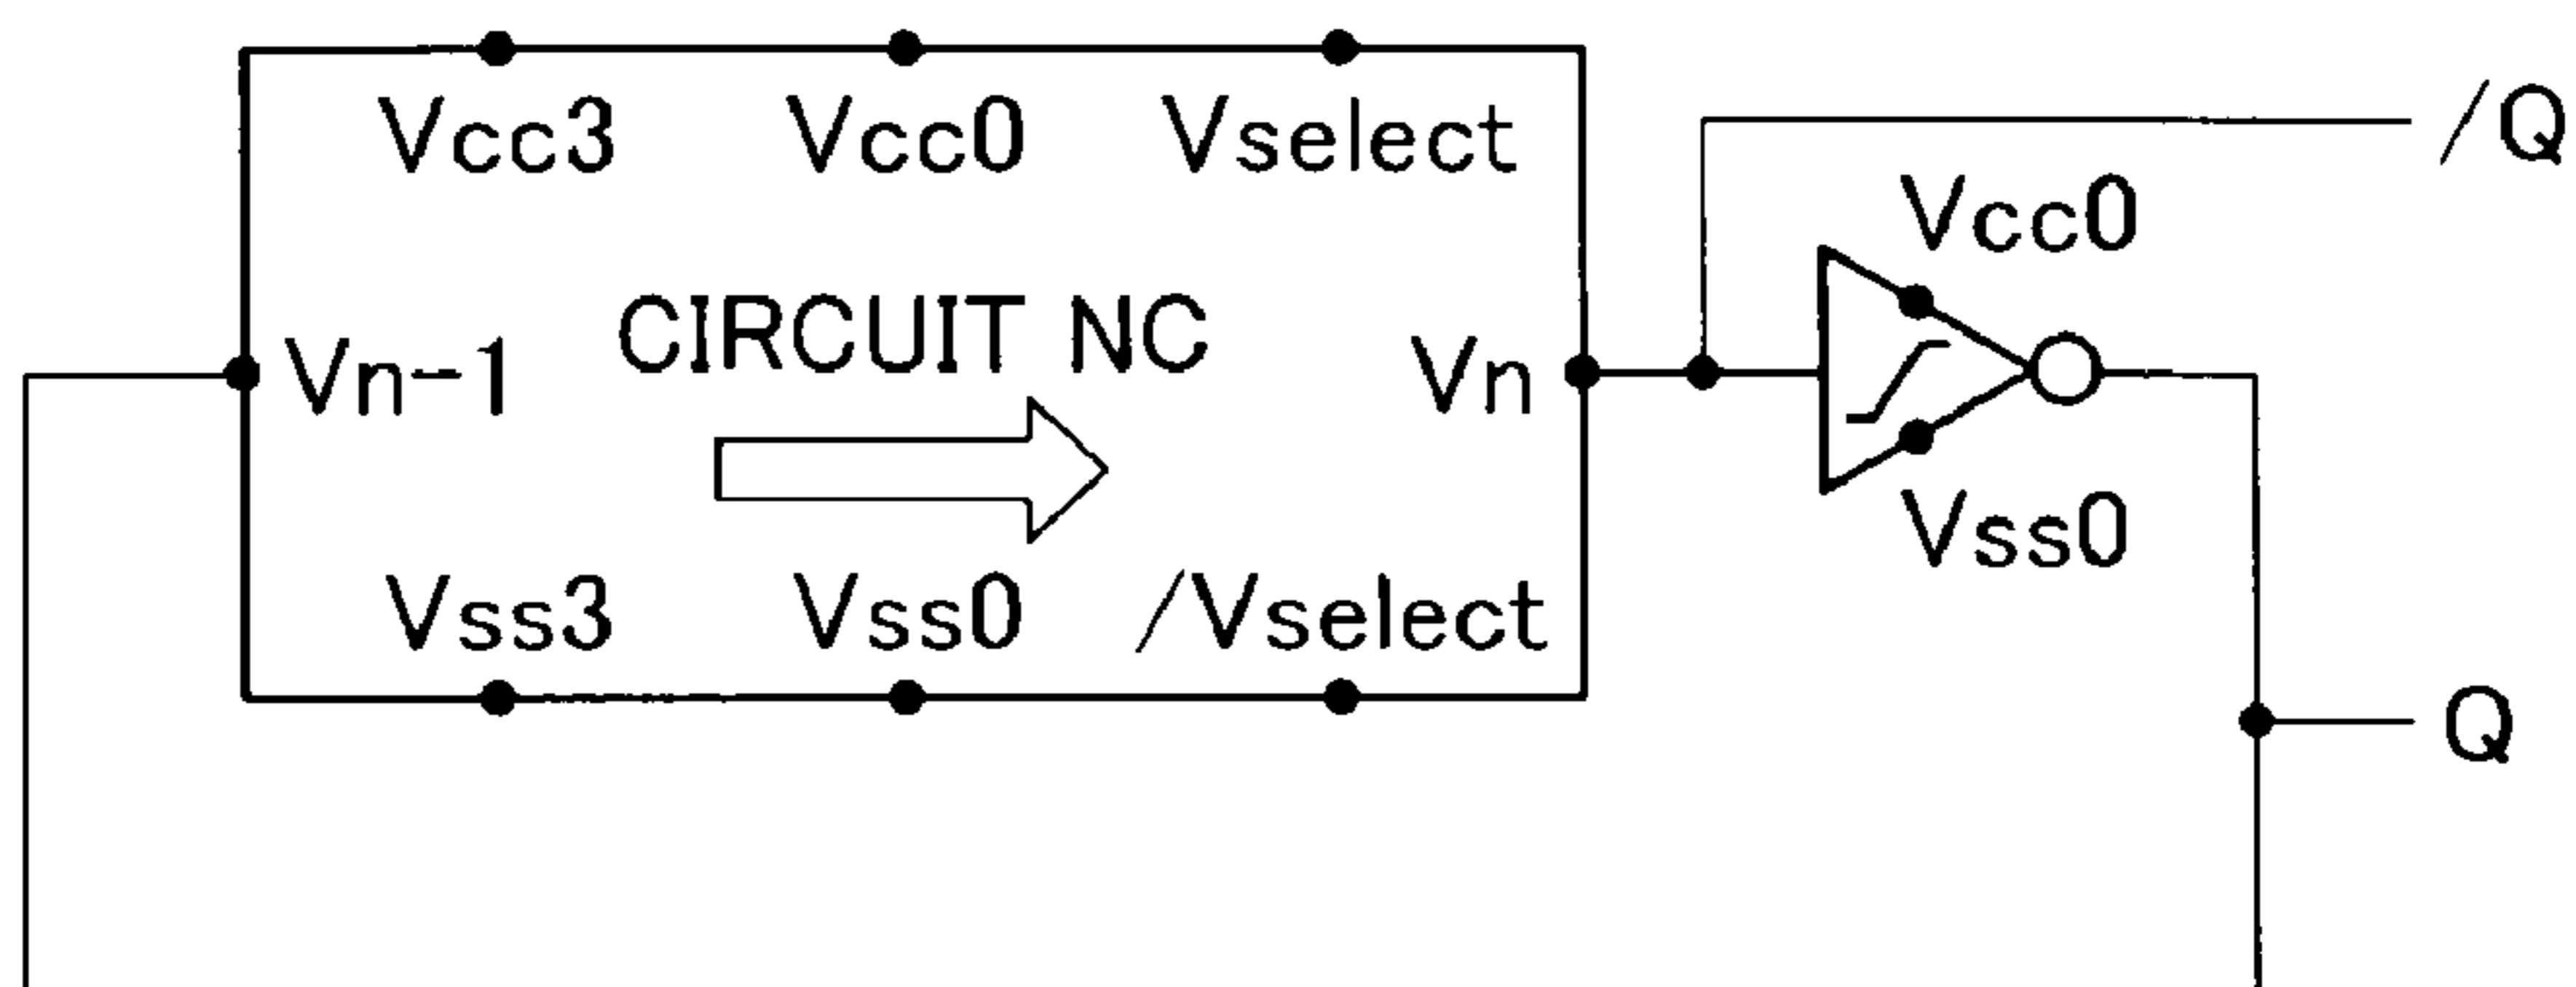 Vcc3 Vcc0 Vselect /Q
Vcc0
Vn-1 CIRCUIT NC Vn
Vss0
Vss3 Vss0 /Vselect
Q